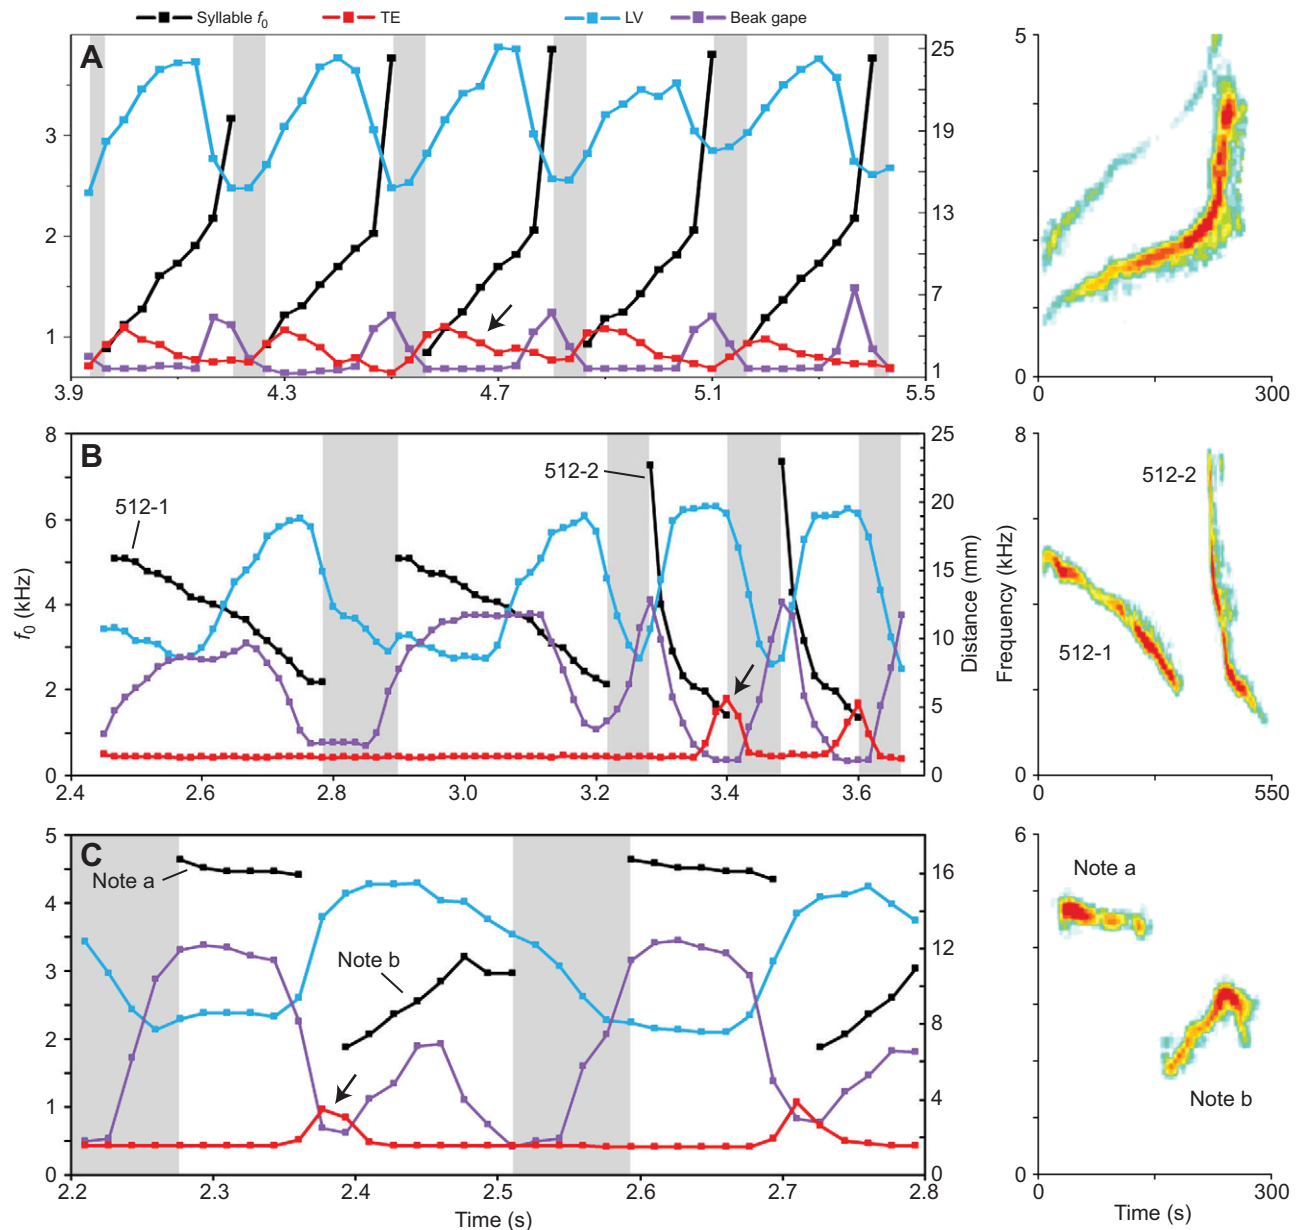 Syllable f0 TE LV Beak gape
A
3
2
1
25
19
13
7
1
3.9 4.3 4.7 5.1 5.5
5
0
0 300
B
512-1
512-2
8
6
4
2
0
f0 (kHz)
25
20
15
10
5
0
Distance (mm)
2.4 2.6 2.8 3.0 3.2 3.4 3.6
Frequency (kHz)
8
0
512-2
512-1
0 550
C
Note a
Note b
5
4
3
2
1
0
16
12
8
4
0
2.2 2.3 2.4 2.5 2.6 2.7 2.8
Time (s)
6
0
Note a
Note b
0 300
Time (s)